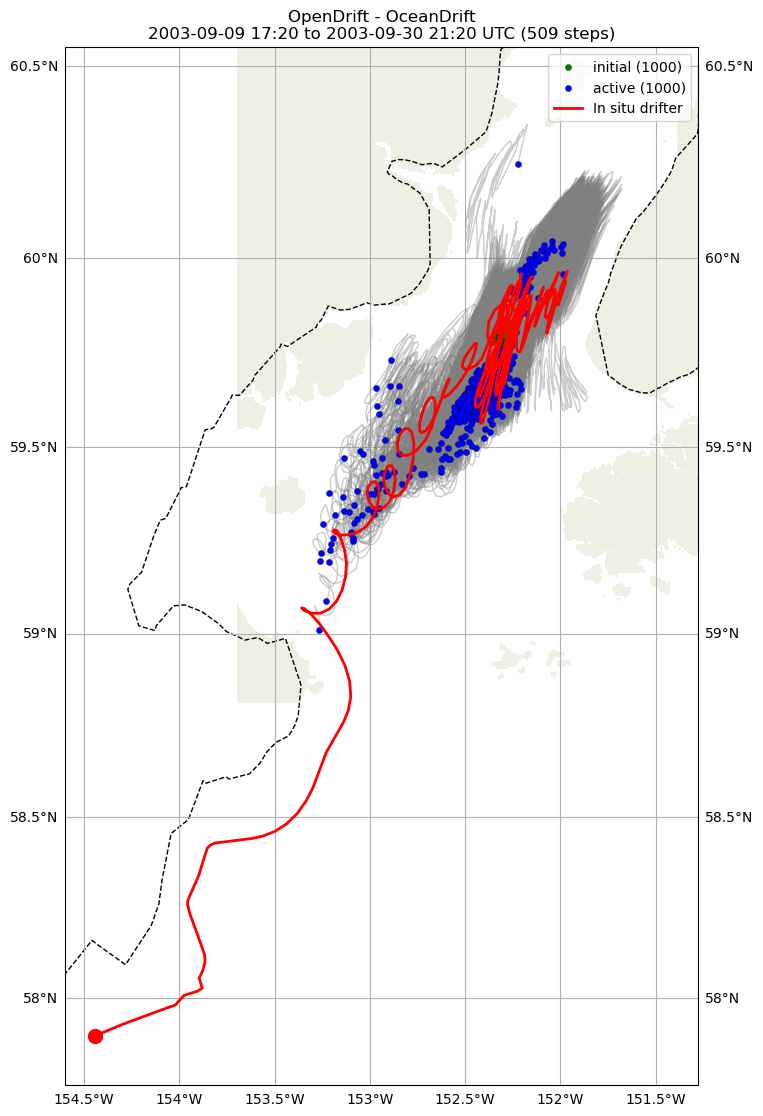 OpenDrift - OceanDrift
2003-09-09 17:20 to 2003-09-30 21:20 UTC (509 steps)
initial (1000)
active (1000)
In situ drifter
60.5°N
60.5°N
60°N
60°N
59.5°N
59.5°N
59°N
59°N
58.5°N
58.5°N
58°N
58°N
154.5°W 154°W 153.5°W 153°W 152.5°W 152°W 151.5°W